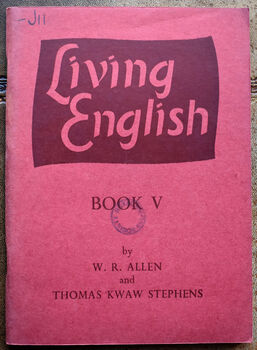 J11
Living
English
BOOK V
by
W. R. ALLEN
and
THOMAS KWAW STEPHENS